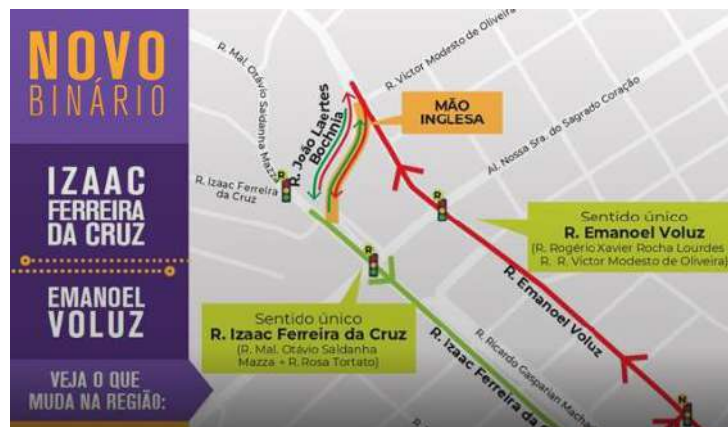 NOVO
BINÁRIO
IZAAC
FERREIRA
DA CRUZ
EMANOEL
VOLUZ
VEJA O QUE
MUDA NA REGIÃO:
R. Mal. Otávio Saldanha
Mazza
R. João Laertes
Bochnia
R. Izaac Ferreira
da Cruz
R. Victor Modesto de Oliveira
MÃO
INGLESA
Al. Nossa Sra. do Sagrado Coração
Sentido único
R. Emanoel Voluz
(R. Rogério Xavier Rocha Lourdes
R. R. Victor Modesto de Oliveira)
R. Emanoel Voluz
Sentido único
R. Izaac Ferreira da Cruz
(R. Mal. Otávio Saldanha
Mazza + R. Rosa Tortato)
R. Ricardo Gasparian Macha
R. Izaac Ferreira da C
R
R
R
N